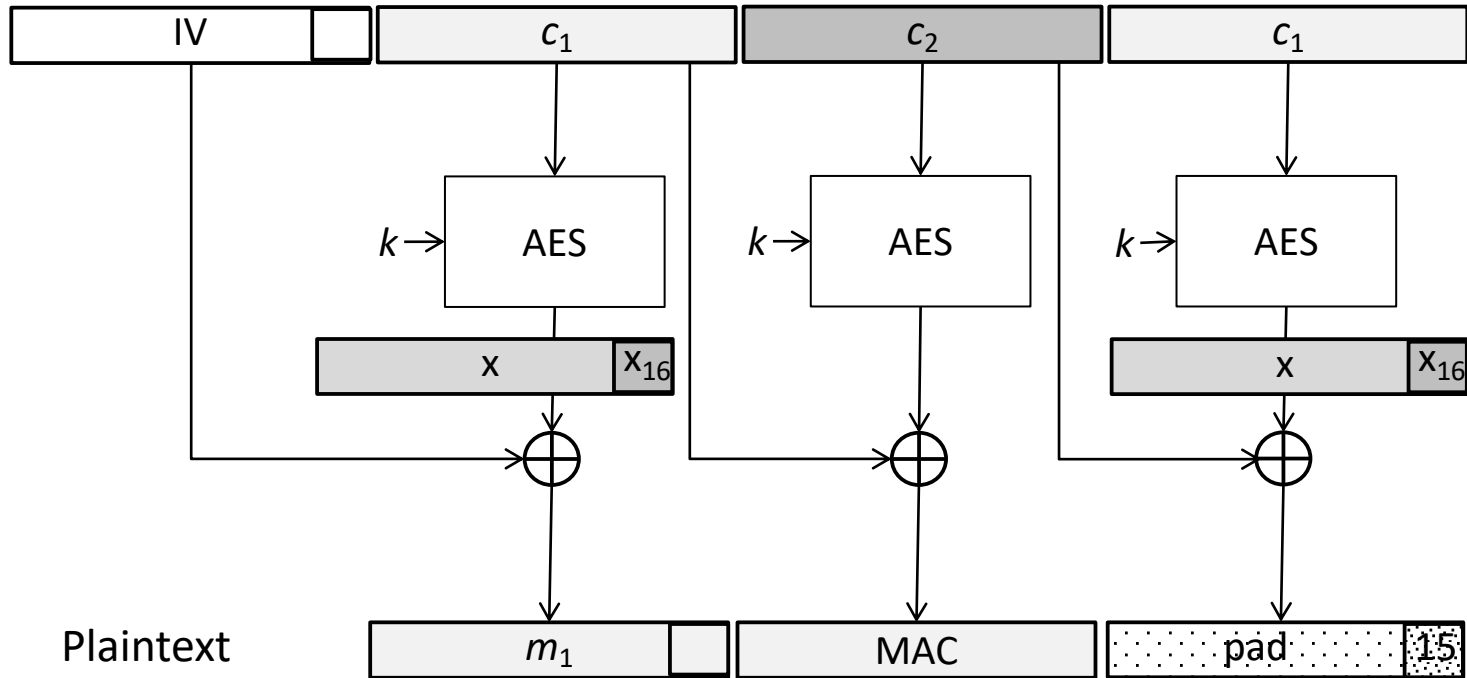 IV c₁ c₂ c₁
k AES k AES k AES
x x₁₆ x x₁₆
Plaintext m₁ MAC pad 15